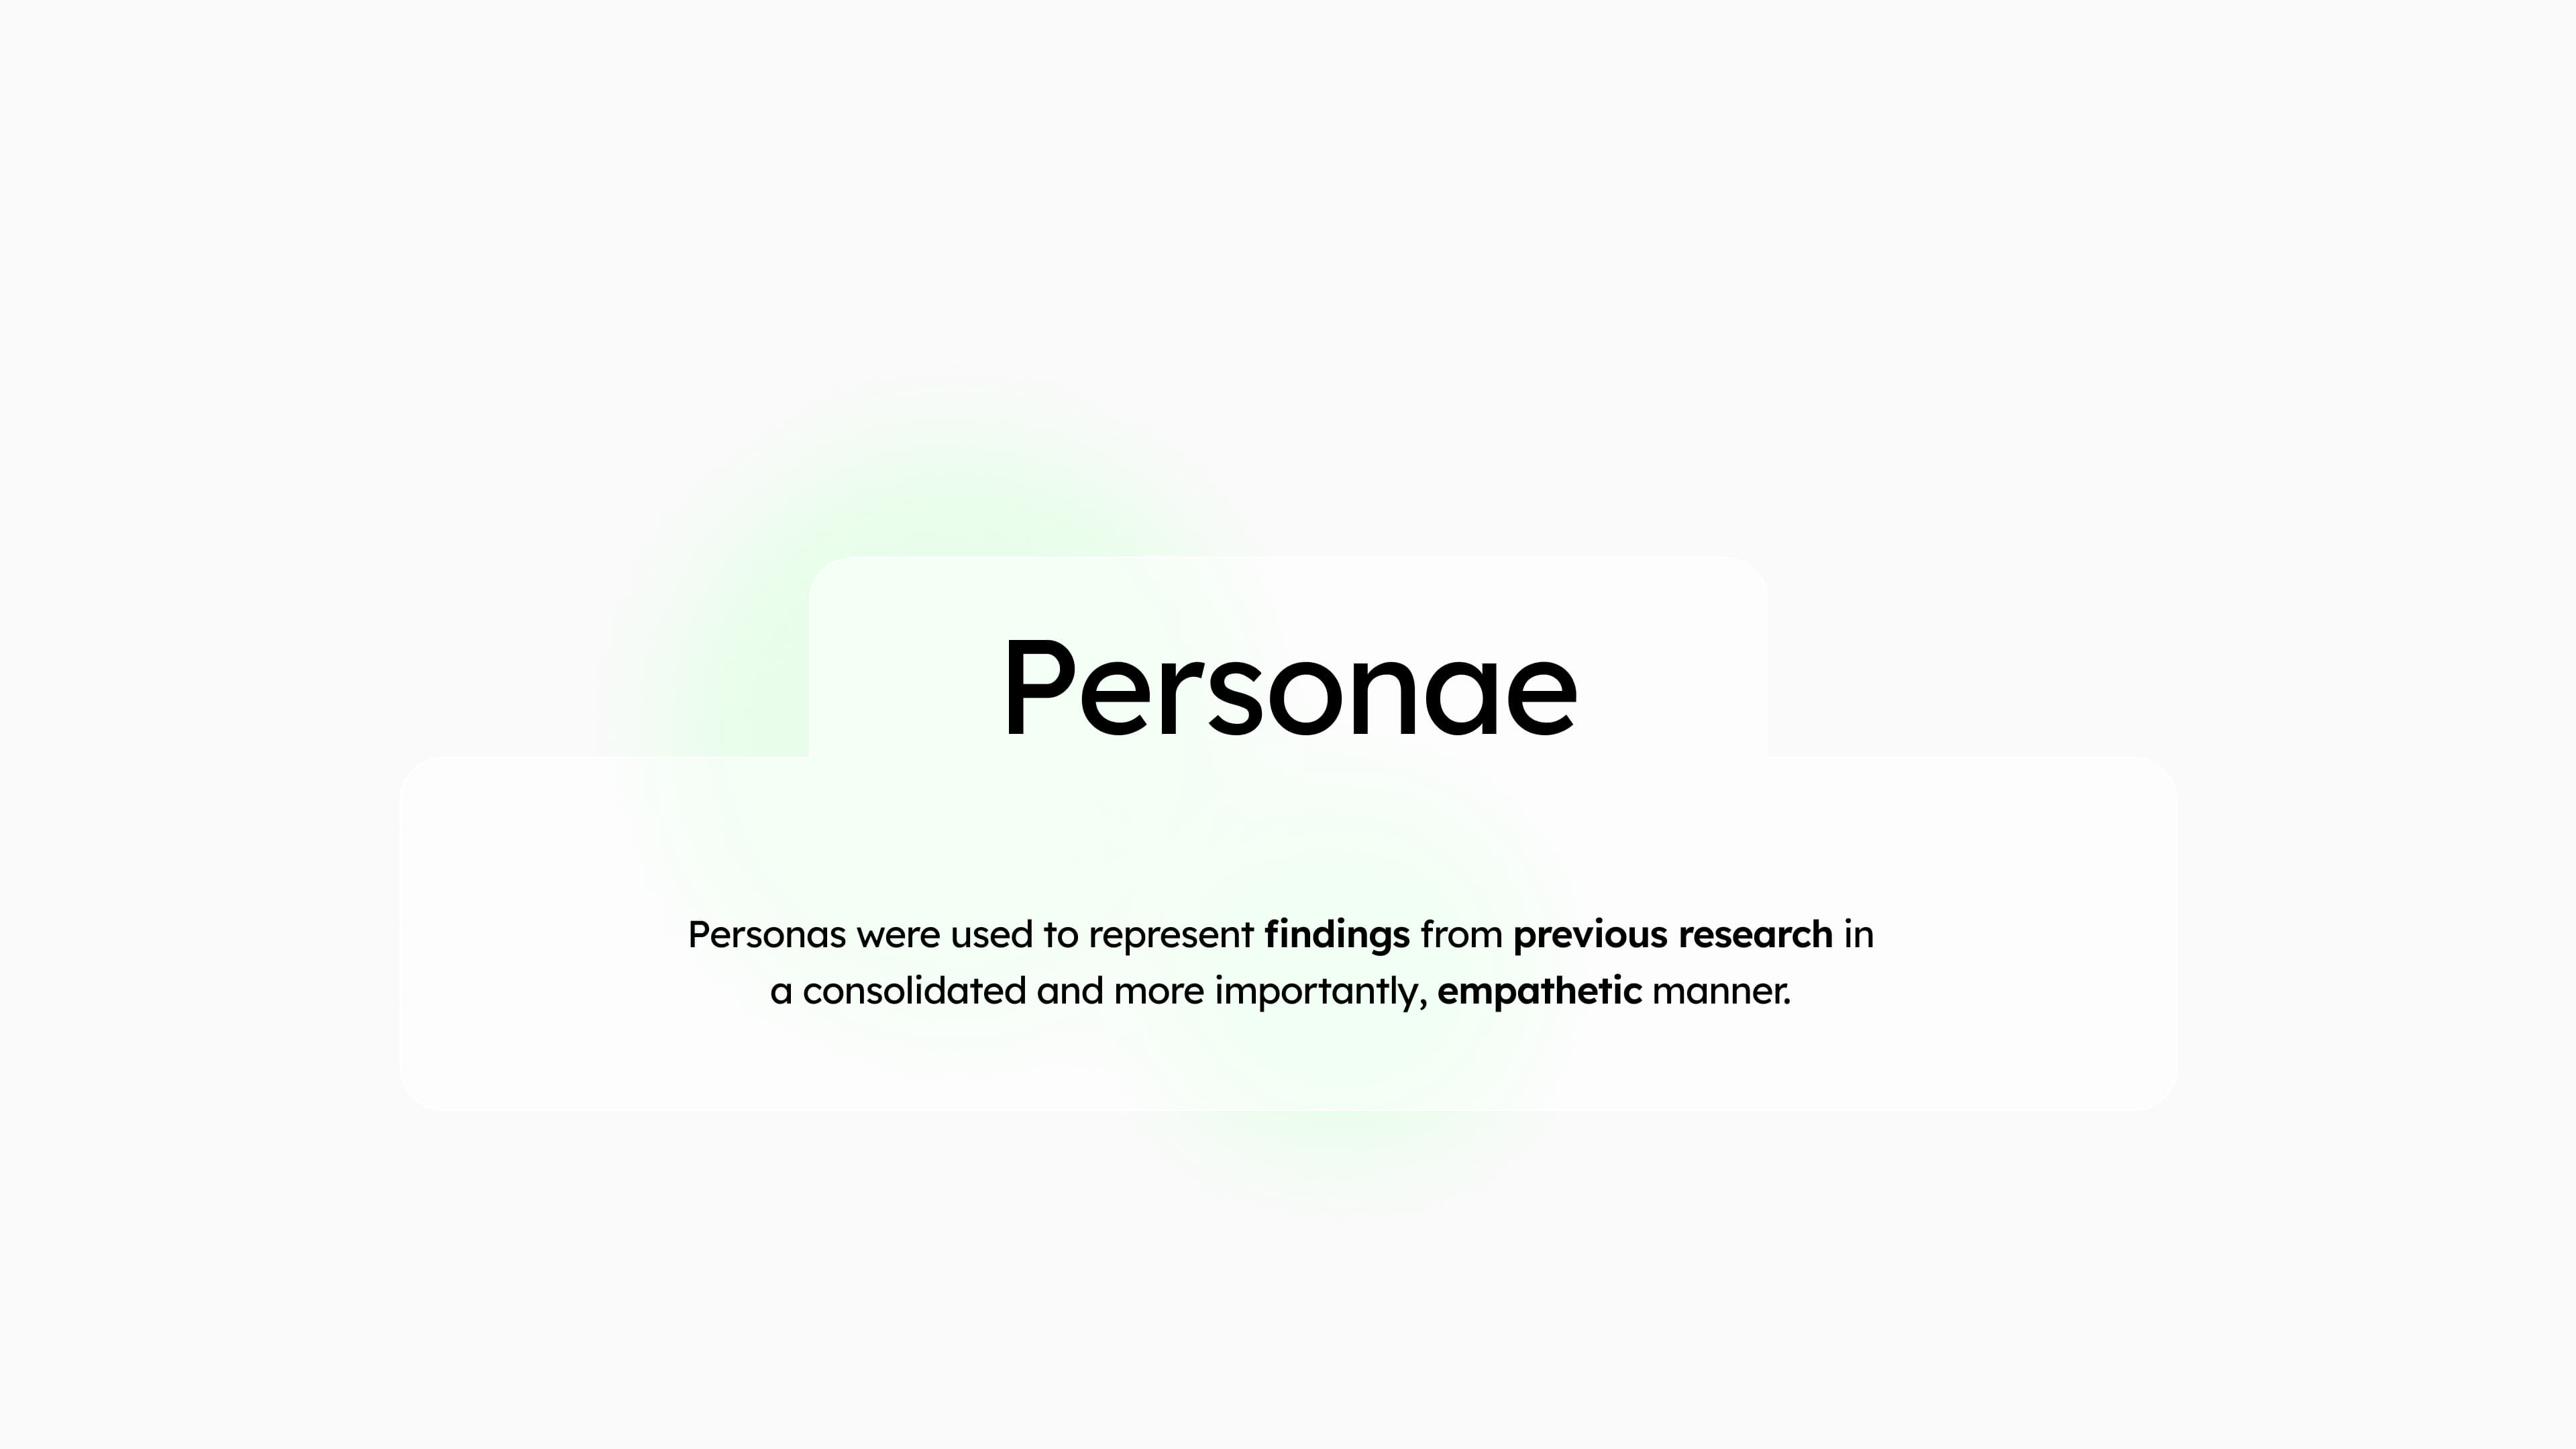 Personae
Personas were used to represent findings from previous research in
a consolidated and more importantly, empathetic manner.